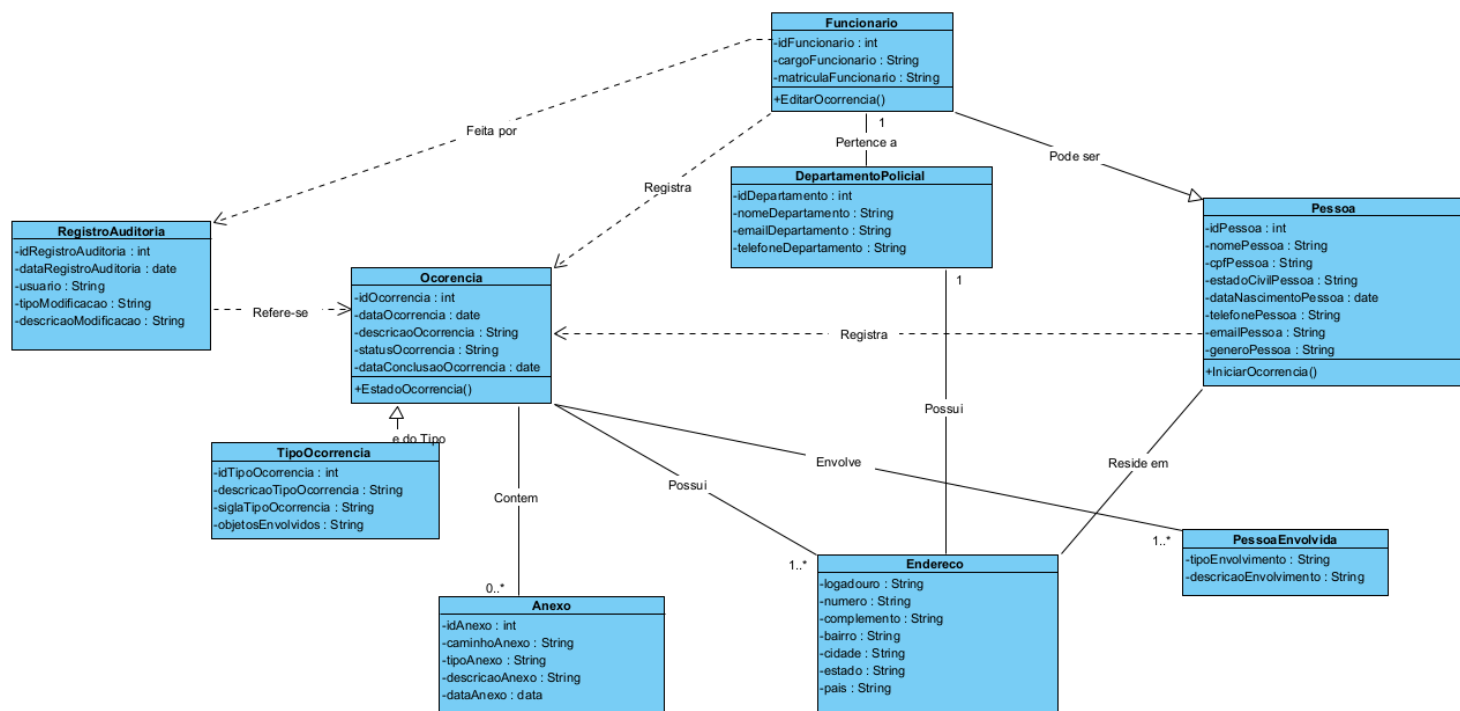 Funcionario
-idFuncionario : int
-cargoFuncionario : String
-matriculaFuncionario : String
+EditarOcorrencia()
Feita por
1
Pertence a
Pode ser
Registra
DepartamentoPolicial
-idDepartamento : int
-nomeDepartamento : String
-emailDepartamento : String
-telefoneDepartamento : String
1
Pessoa
-idPessoa : int
-nomePessoa : String
-cpfPessoa : String
-estadoCivilPessoa : String
-dataNascimentoPessoa : date
-telefonePessoa : String
-emailPessoa : String
-generoPessoa : String
+IniciarOcorrencia()
RegistroAuditoria
-idRegistroAuditoria : int
-dataRegistroAuditoria : date
-usuario : String
-tipoModificacao : String
-descricaoModificacao : String
Refere-se
Ocorencia
-idOcorrencia : int
-dataOcorrencia : date
-descricaoOcorrencia : String
-statusOcorrencia : String
-dataConclusaoOcorrencia : date
+EstadoOcorrencia()
Registra
e do Tipo
TipoOcorrencia
-idTipoOcorrencia : int
-descricaoTipoOcorrencia : String
-siglaTipoOcorrencia : String
-objetosEnvolvidos : String
Contem
Possui
Envolve
Possui
Reside em
0..*
1..*
1..*
Anexo
-idAnexo : int
-caminhoAnexo : String
-tipoAnexo : String
-descricaoAnexo : String
-dataAnexo : data
Endereco
-logadouro : String
-numero : String
-complemento : String
-bairro : String
-cidade : String
-estado : String
-pais : String
PessoaEnvolvida
-tipoEnvolvimento : String
-descricaoEnvolvimento : String